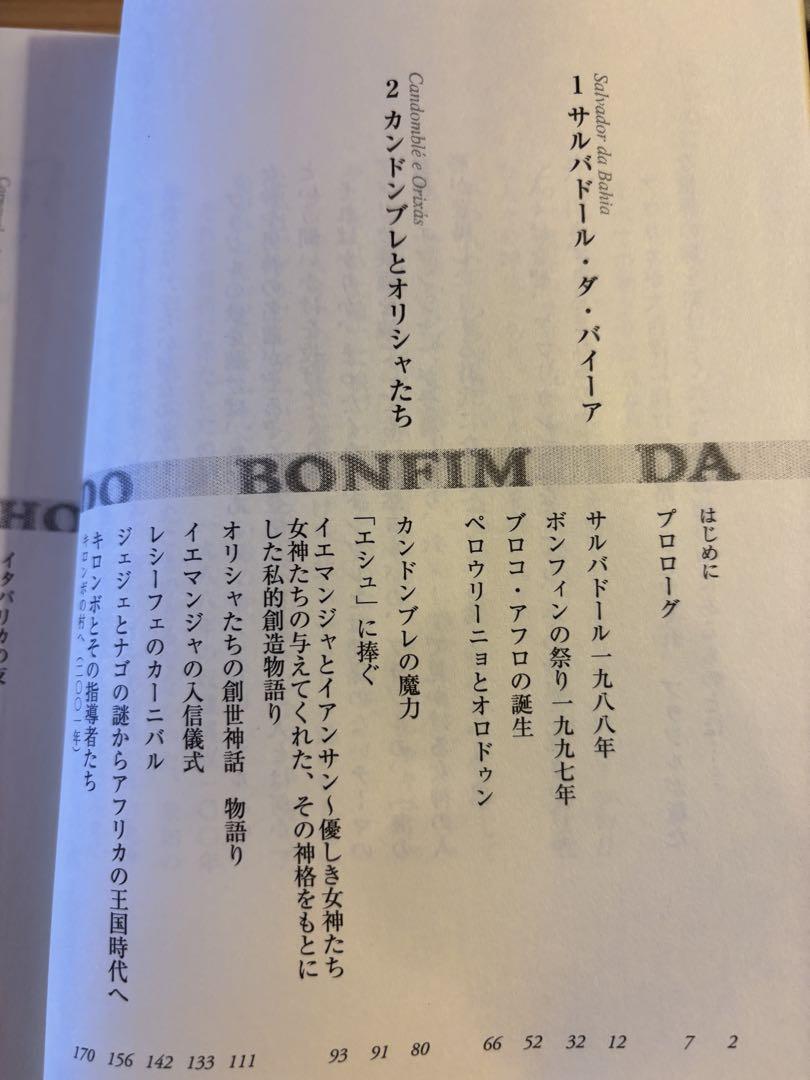 はじめに 2
プロローグ 7
Salvador da Bahia
1 サルバドール・ダ・バイーア
サルバドール一九八八年 12
ボンフィンの祭り一九九七年 32
ブロコ・アフロの誕生 52
ペロウリーニョとオロドゥン 66
Candomblé e Orixás
2 カンドンブレとオリシャたち
カンドンブレの魔力 80
「エシュ」に捧ぐ 91
イエマンジャとイアンサン〜優しき女神たち
女神たちの与えてくれた、その神格をもとに
した私的創造物語り 93
オリシャたちの創世神話 物語り 111
イエマンジャの入信儀式 133
レシーフェのカーニバル 142
ジェジェとナゴの謎からアフリカの王国時代へ 156
キロンボとその指導者たち 170
キロンボの村へ（二〇〇一年）
DO BONFIM DA
HO